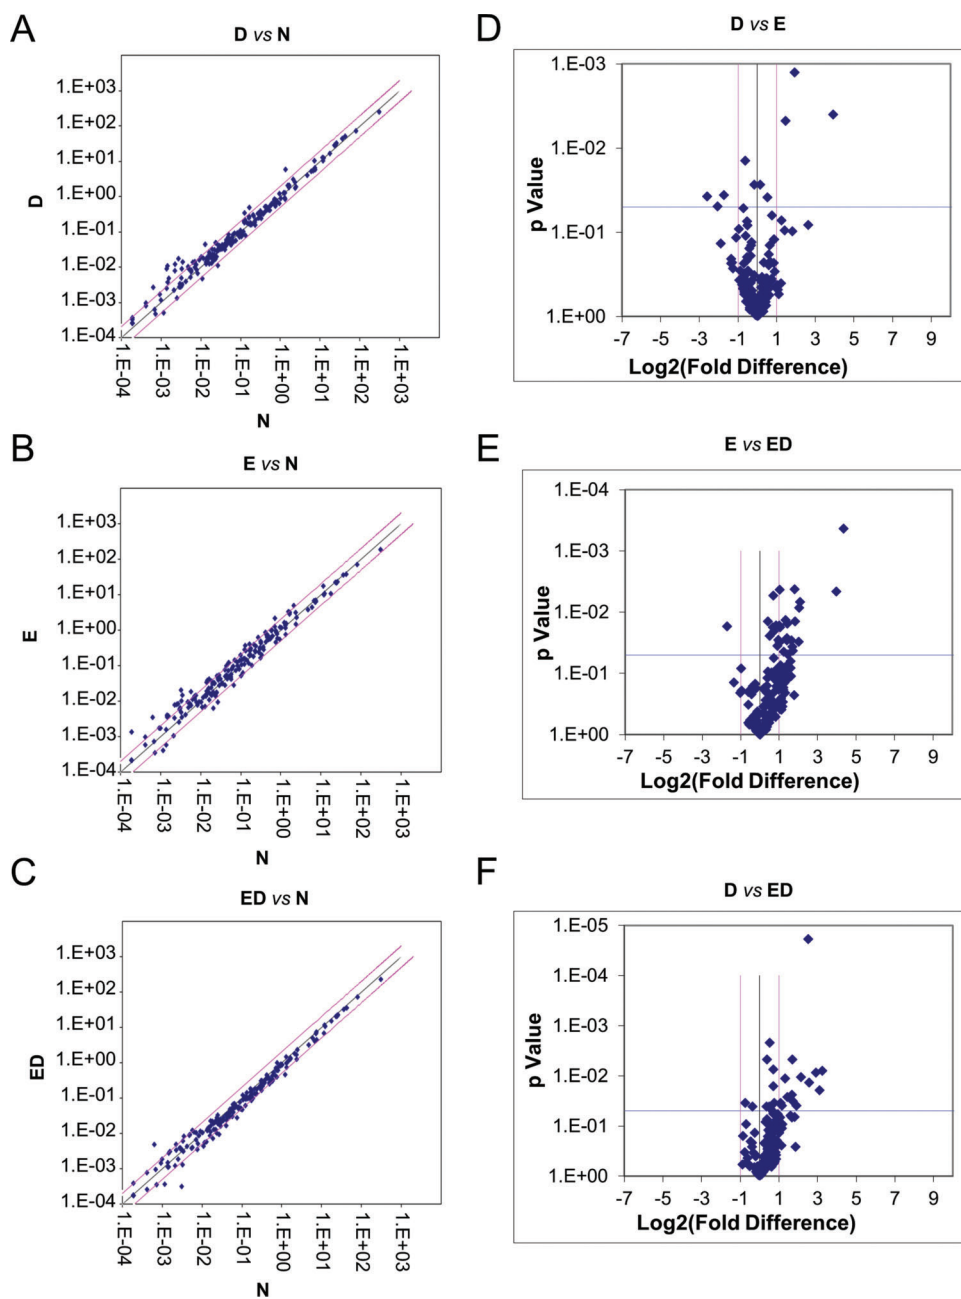 A
D vs N
1.E+03
1.E+02
1.E+01
1.E+00
1.E-01
1.E-02
1.E-03
1.E-04
D
1.E-04
1.E-03
1.E-02
1.E-01
1.E+00
1.E+01
1.E+02
1.E+03
N
B
E vs N
1.E+03
1.E+02
1.E+01
1.E+00
1.E-01
1.E-02
1.E-03
1.E-04
E
1.E-04
1.E-03
1.E-02
1.E-01
1.E+00
1.E+01
1.E+02
1.E+03
N
C
ED vs N
1.E+03
1.E+02
1.E+01
1.E+00
1.E-01
1.E-02
1.E-03
1.E-04
ED
1.E-04
1.E-03
1.E-02
1.E-01
1.E+00
1.E+01
1.E+02
1.E+03
N
D
D vs E
1.E-03
1.E-02
1.E-01
1.E+00
p Value
-7 -5 -3 -1 1 3 5 7 9
Log2(Fold Difference)
E
E vs ED
1.E-04
1.E-03
1.E-02
1.E-01
1.E+00
p Value
-7 -5 -3 -1 1 3 5 7 9
Log2(Fold Difference)
F
D vs ED
1.E-05
1.E-04
1.E-03
1.E-02
1.E-01
1.E+00
p Value
-7 -5 -3 -1 1 3 5 7 9
Log2(Fold Difference)